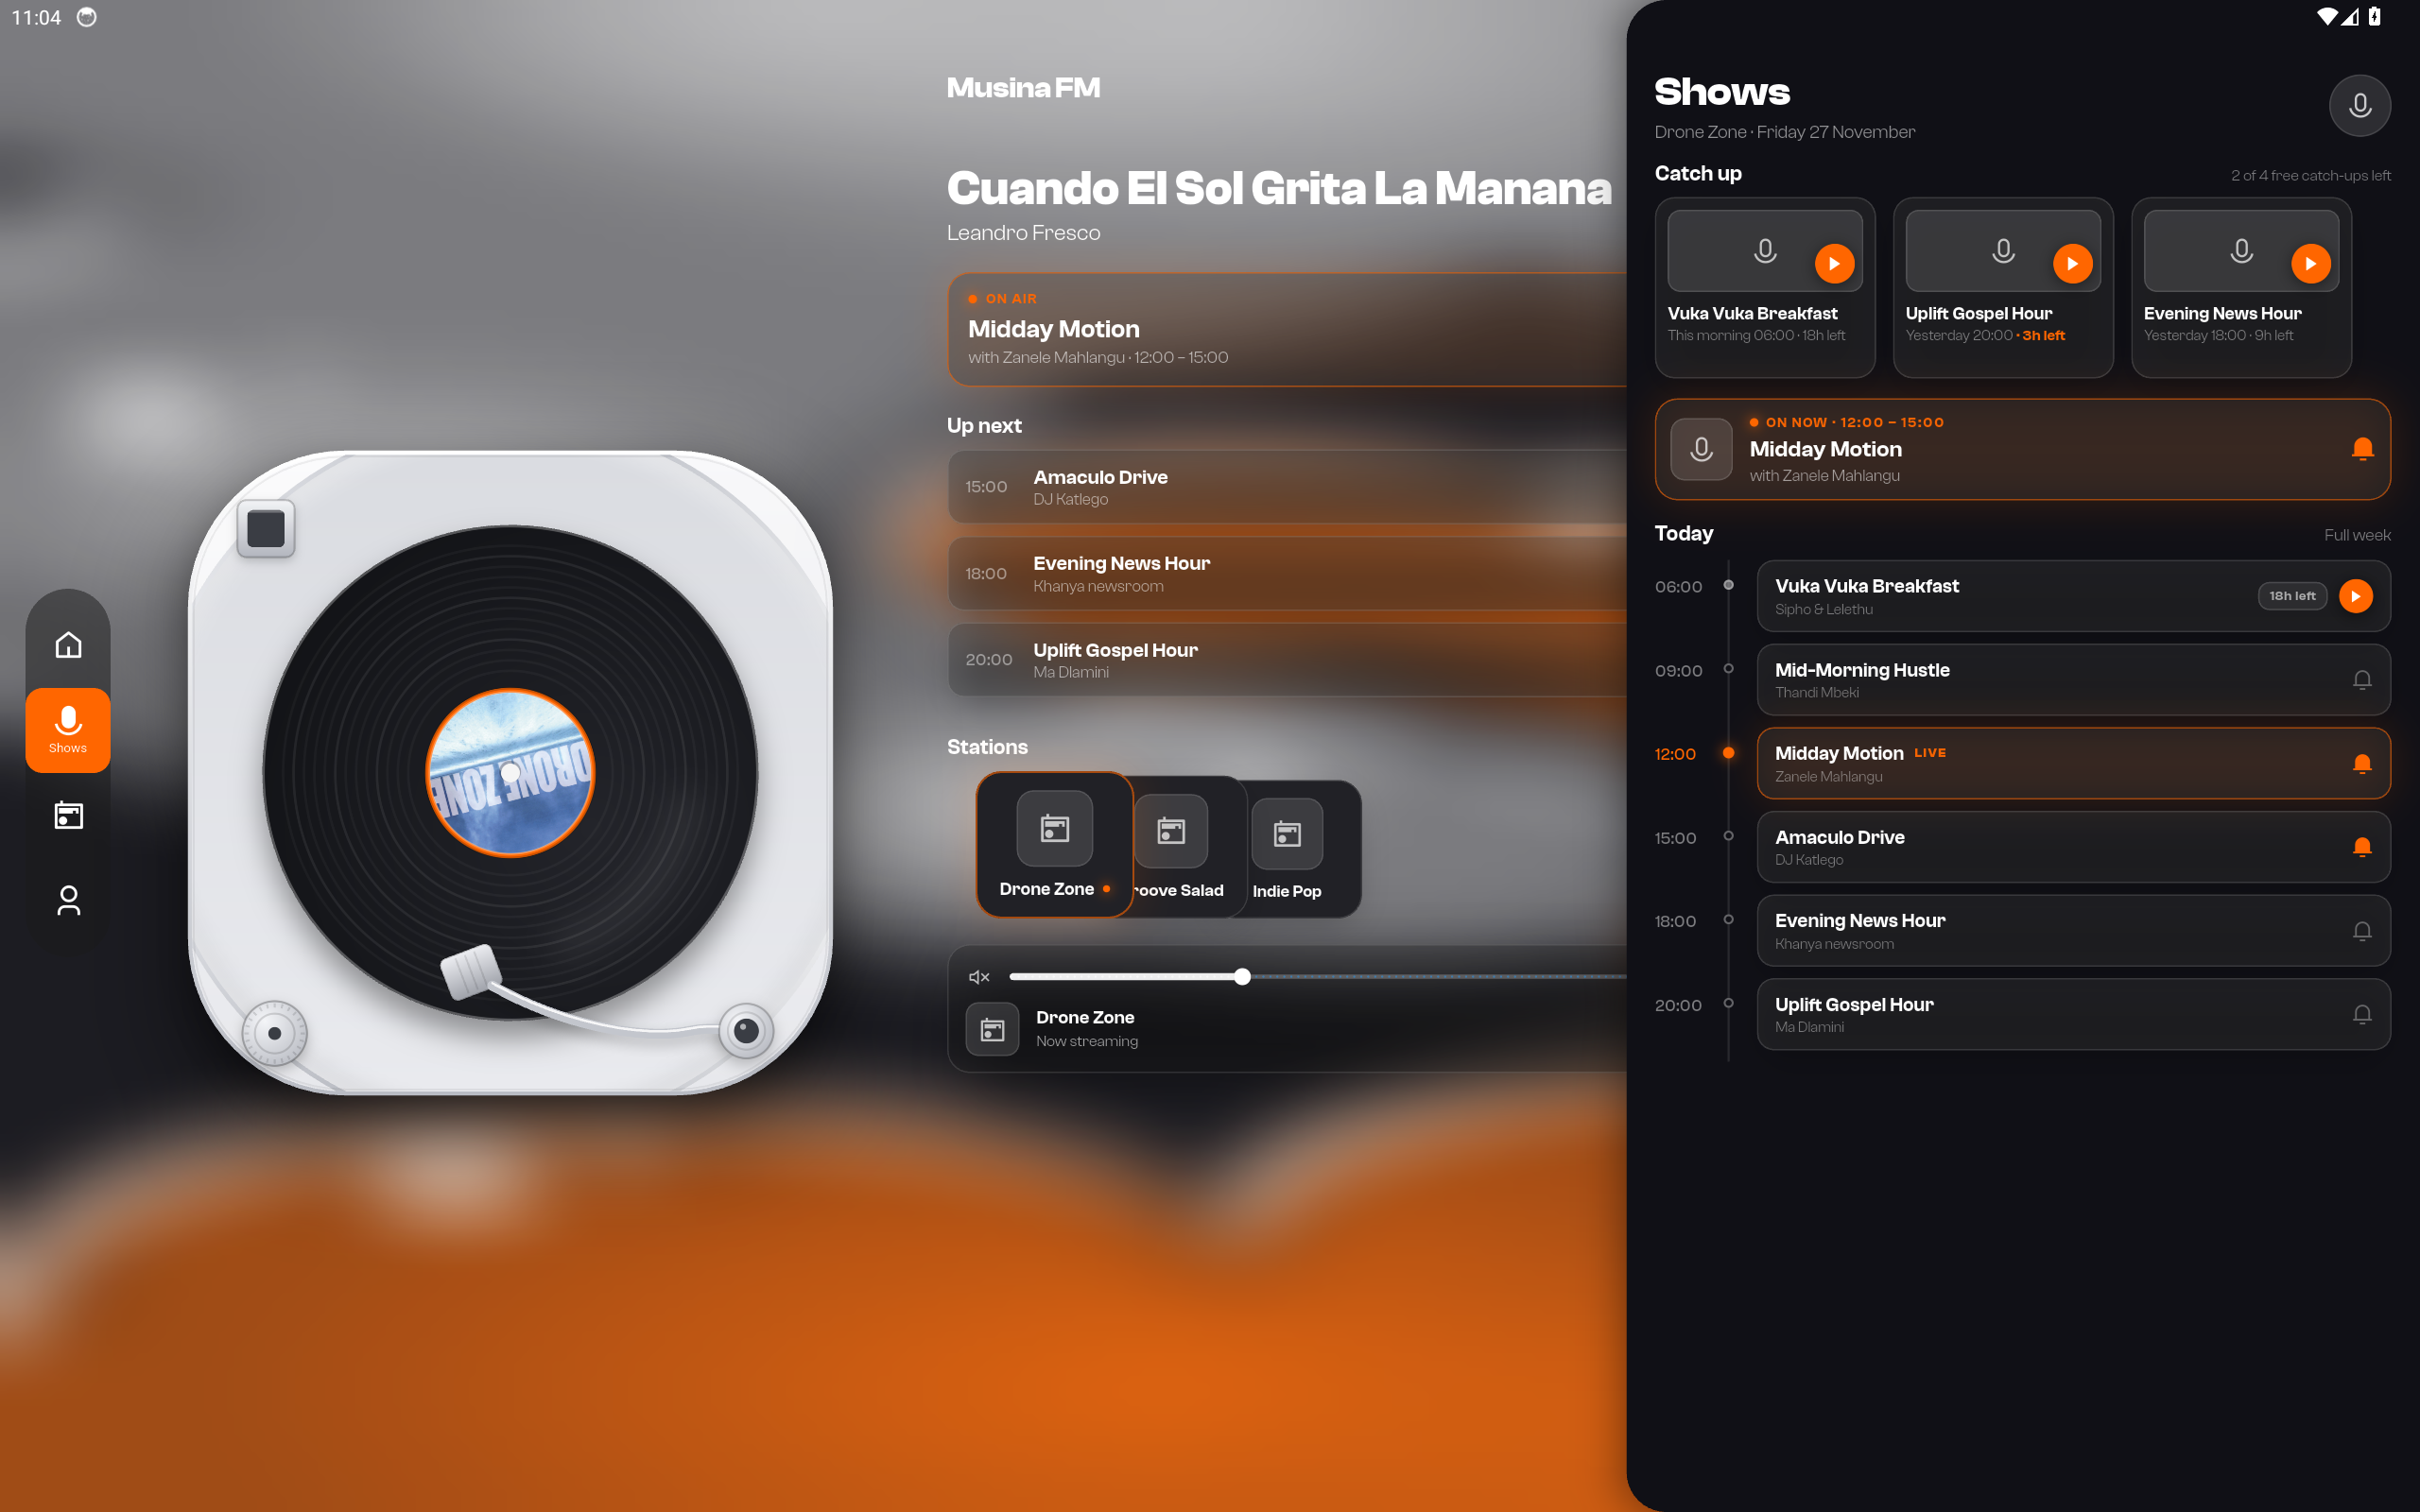 11:04
Musina FM
Cuando El Sol Grita La Manana
Leandro Fresco
ON AIR
Midday Motion
with Zanele Mahlangu · 12:00 – 15:00
Up next
15:00
Amaculo Drive
DJ Katlego
18:00
Evening News Hour
Khanya newsroom
20:00
Uplift Gospel Hour
Ma Dlamini
Stations
Drone Zone
roove Salad
Indie Pop
Drone Zone
Now streaming
Shows
DRONE ZONE
Shows
Drone Zone · Friday 27 November
Catch up
2 of 4 free catch-ups left
Vuka Vuka Breakfast
This morning 06:00 · 18h left
Uplift Gospel Hour
Yesterday 20:00 · 3h left
Evening News Hour
Yesterday 18:00 · 9h left
ON NOW · 12:00 – 15:00
Midday Motion
with Zanele Mahlangu
Today
Full week
06:00
Vuka Vuka Breakfast
Sipho & Lelethu
18h left
09:00
Mid-Morning Hustle
Thandi Mbeki
12:00
Midday Motion LIVE
Zanele Mahlangu
15:00
Amaculo Drive
DJ Katlego
18:00
Evening News Hour
Khanya newsroom
20:00
Uplift Gospel Hour
Ma Dlamini